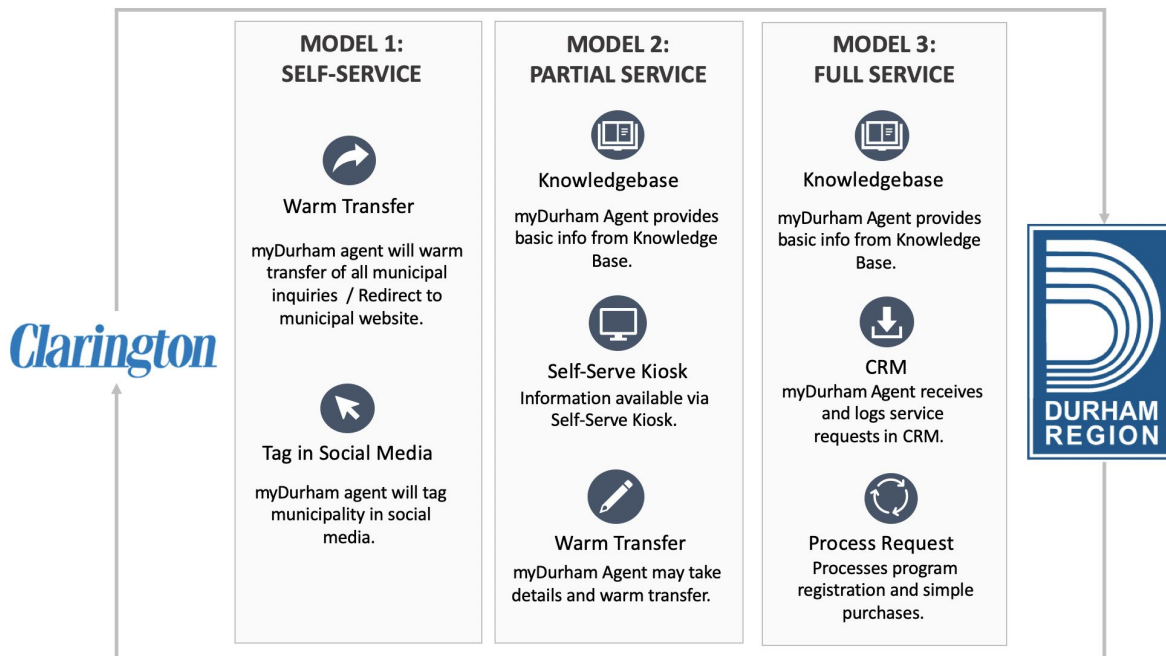 MODEL 1:
SELF-SERVICE
Warm Transfer
myDurham agent will warm
transfer of all municipal
inquiries / Redirect to
municipal website.
Tag in Social Media
myDurham agent will tag
municipality in social
media.
MODEL 2:
PARTIAL SERVICE
Knowledgebase
myDurham Agent provides
basic info from Knowledge
Base.
Self-Serve Kiosk
Information available via
Self-Serve Kiosk.
Warm Transfer
myDurham Agent may take
details and warm transfer.
MODEL 3:
FULL SERVICE
Knowledgebase
myDurham Agent provides
basic info from Knowledge
Base.
CRM
myDurham Agent receives
and logs service
requests in CRM.
Process Request
Processes program
registration and simple
purchases.
Clarington
DURHAM
REGION